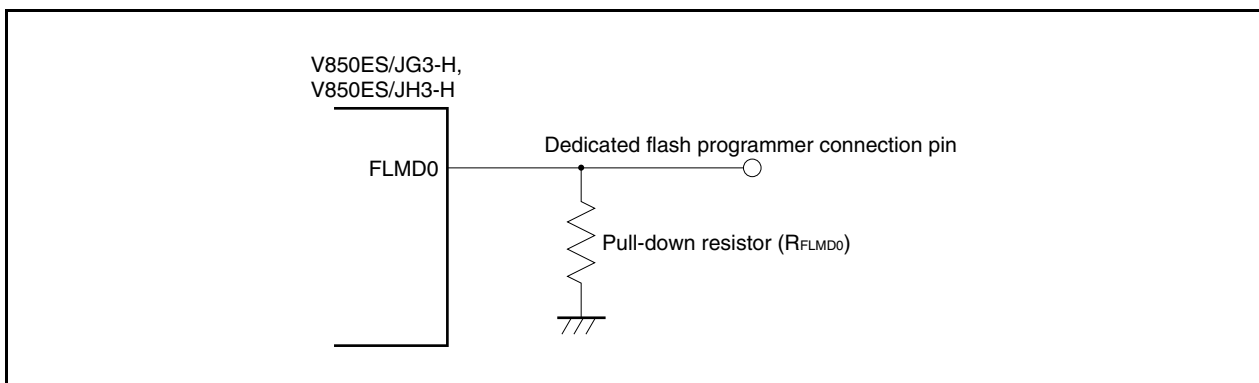 V850ES/JG3-H,
V850ES/JH3-H
Dedicated flash programmer connection pin
FLMD0
Pull-down resistor (RFLMD0)